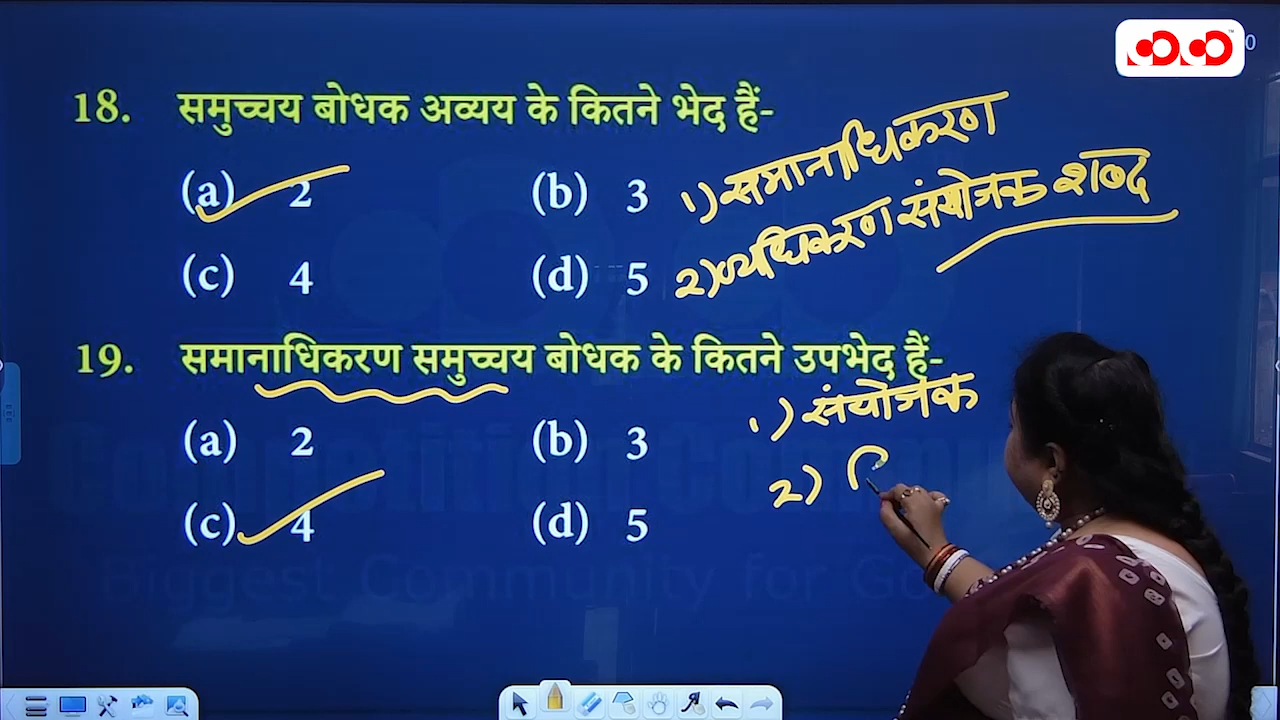 18. समुच्चय बोधक अव्यय के कितने भेद हैं-
(a) 2 (b) 3
(c) 4 (d) 5
1) समानाधिकरण
2) व्यधिकरण संयोजक शब्द
19. समानाधिकरण समुच्चय बोधक के कितने उपभेद हैं-
(a) 2 (b) 3
(c) 4 (d) 5
1) संयोजक
2)